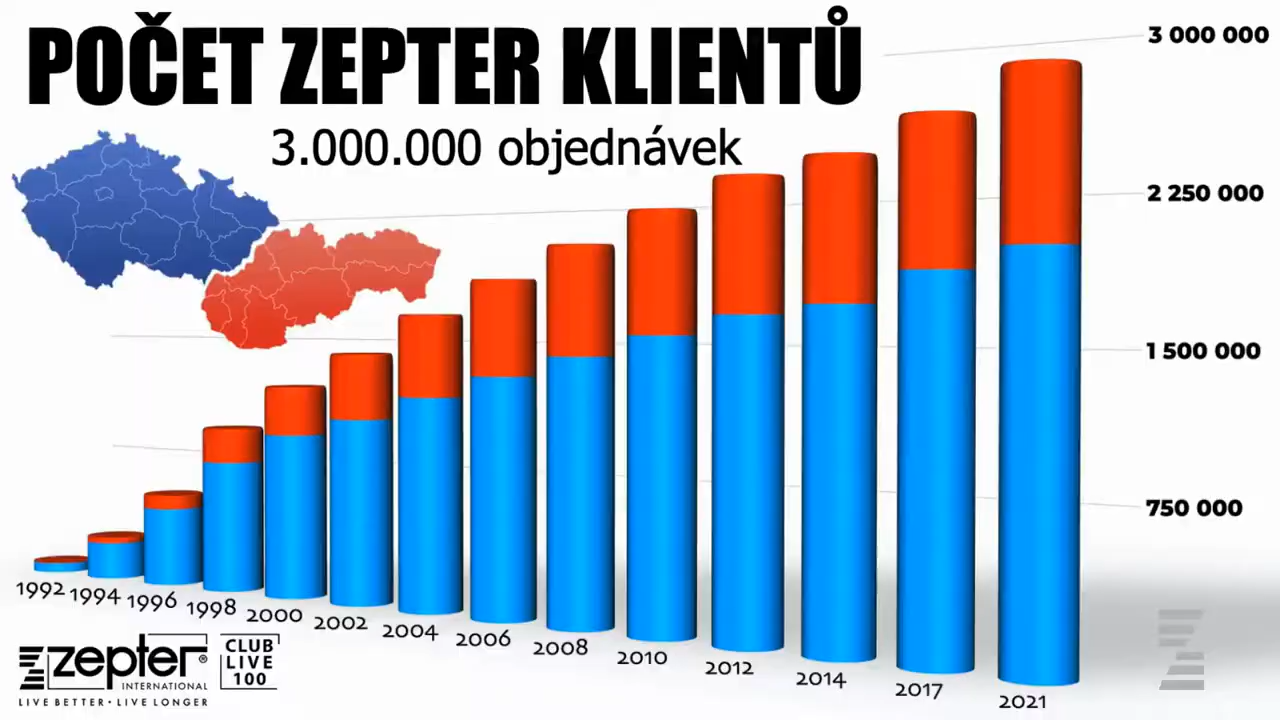 POČET ZEPTER KLIENTŮ
3.000.000 objednávek
3 000 000
2 250 000
1 500 000
750 000
1992
1994
1996
1998
2000
2002
2004
2006
2008
2010
2012
2014
2017
2021
zepter®
INTERNATIONAL
LIVE BETTER • LIVE LONGER
CLUB
LIVE
100